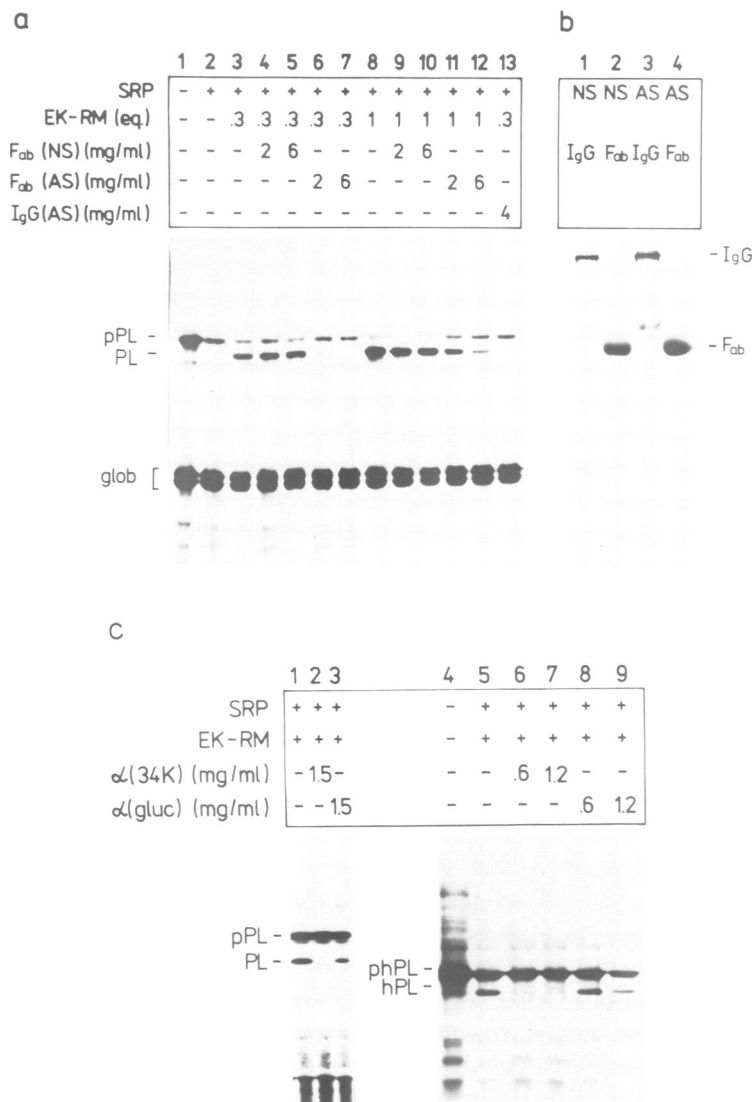 a
1 2 3 4 5 6 7 8 9 10 11 12 13
SRP - + + + + + + + + + + + +
EK-RM (eq.) - - .3 .3 .3 .3 .3 1 1 1 1 1 .3
Fab (NS) (mg/ml) - - - 2 6 - - - 2 6 - - -
Fab (AS) (mg/ml) - - - - - 2 6 - - - 2 6 -
IgG(AS) (mg/ml) - - - - - - - - - - - - 4
pPL -
PL -
glob [
b
1 2 3 4
NS NS AS AS
IgG Fab IgG Fab
- IgG
- Fab
c
1 2 3 4 5 6 7 8 9
SRP + + + - + + + + +
EK-RM + + + - + + + + +
α(34K) (mg/ml) - 1.5 - - - .6 1.2 - -
α(gluc) (mg/ml) - - 1.5 - - - - .6 1.2
pPL -
PL -
phPL -
hPL -